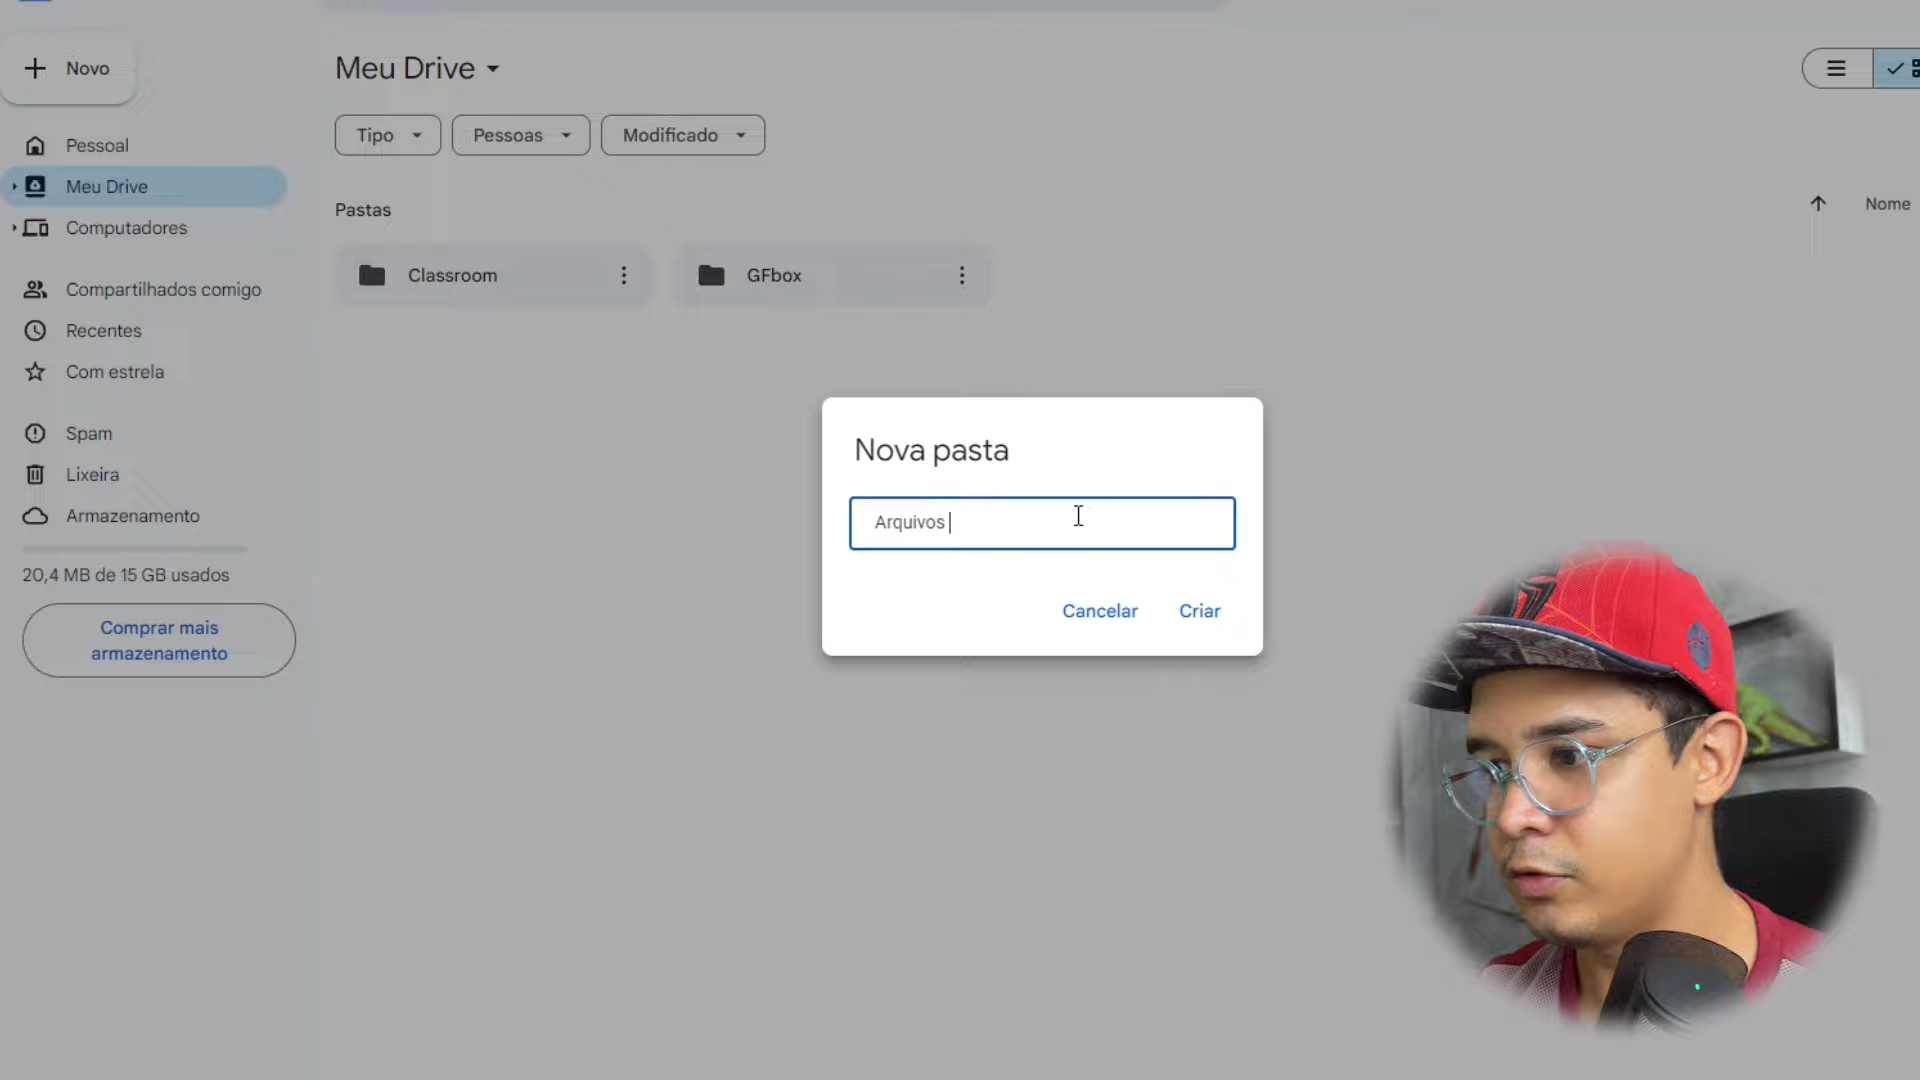 Novo
Pessoal
Meu Drive
Computadores
Compartilhados comigo
Recentes
Com estrela
Spam
Lixeira
Armazenamento
20,4 MB de 15 GB usados
Comprar mais
armazenamento
Meu Drive
Tipo
Pessoas
Modificado
Pastas
Nome
Classroom
GFbox
Nova pasta
Arquivos
Cancelar
Criar